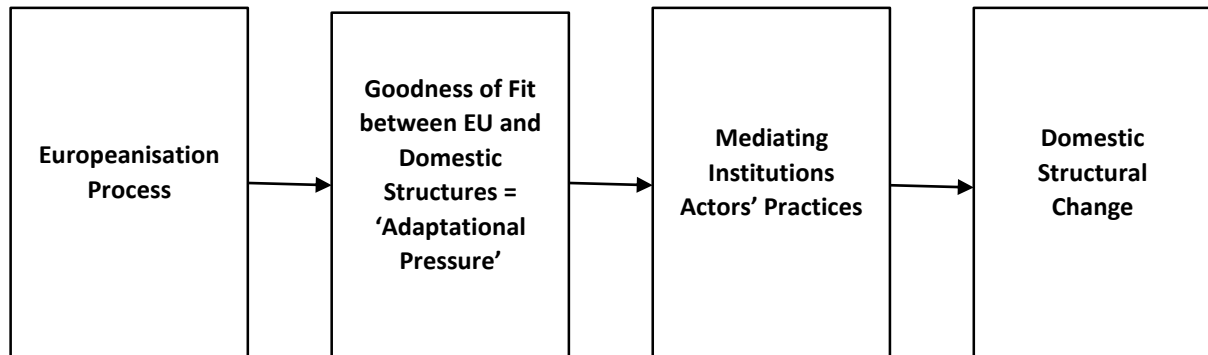 Europeanisation
Process
Goodness of Fit
between EU and
Domestic
Structures =
‘Adaptational
Pressure’
Mediating
Institutions
Actors’ Practices
Domestic
Structural
Change